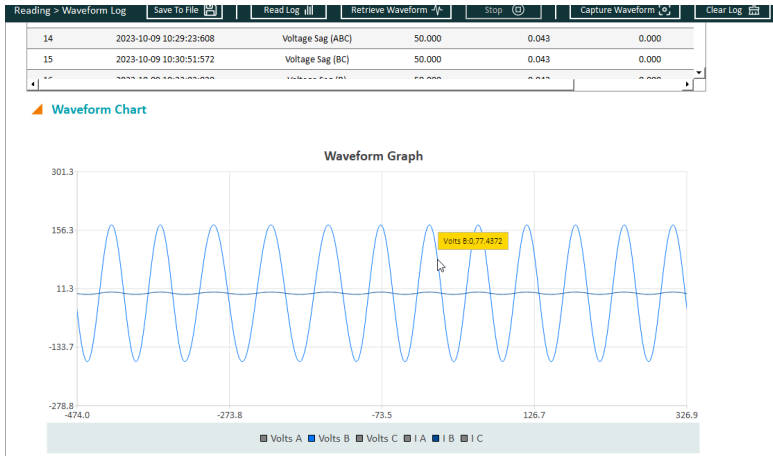 Reading > Waveform Log Save To File Read Log Retrieve Waveform Stop Capture Waveform Clear Log
14 2023-10-09 10:29:23:608 Voltage Sag (ABC) 50.000 0.043 0.000
15 2023-10-09 10:30:51:572 Voltage Sag (BC) 50.000 0.043 0.000
Waveform Chart
Waveform Graph
301.3
156.3
Volts B:0,77.4372
11.3
-133.7
-278.8
-474.0 -273.8 -73.5 126.7 326.9
Volts A Volts B Volts C I A I B I C